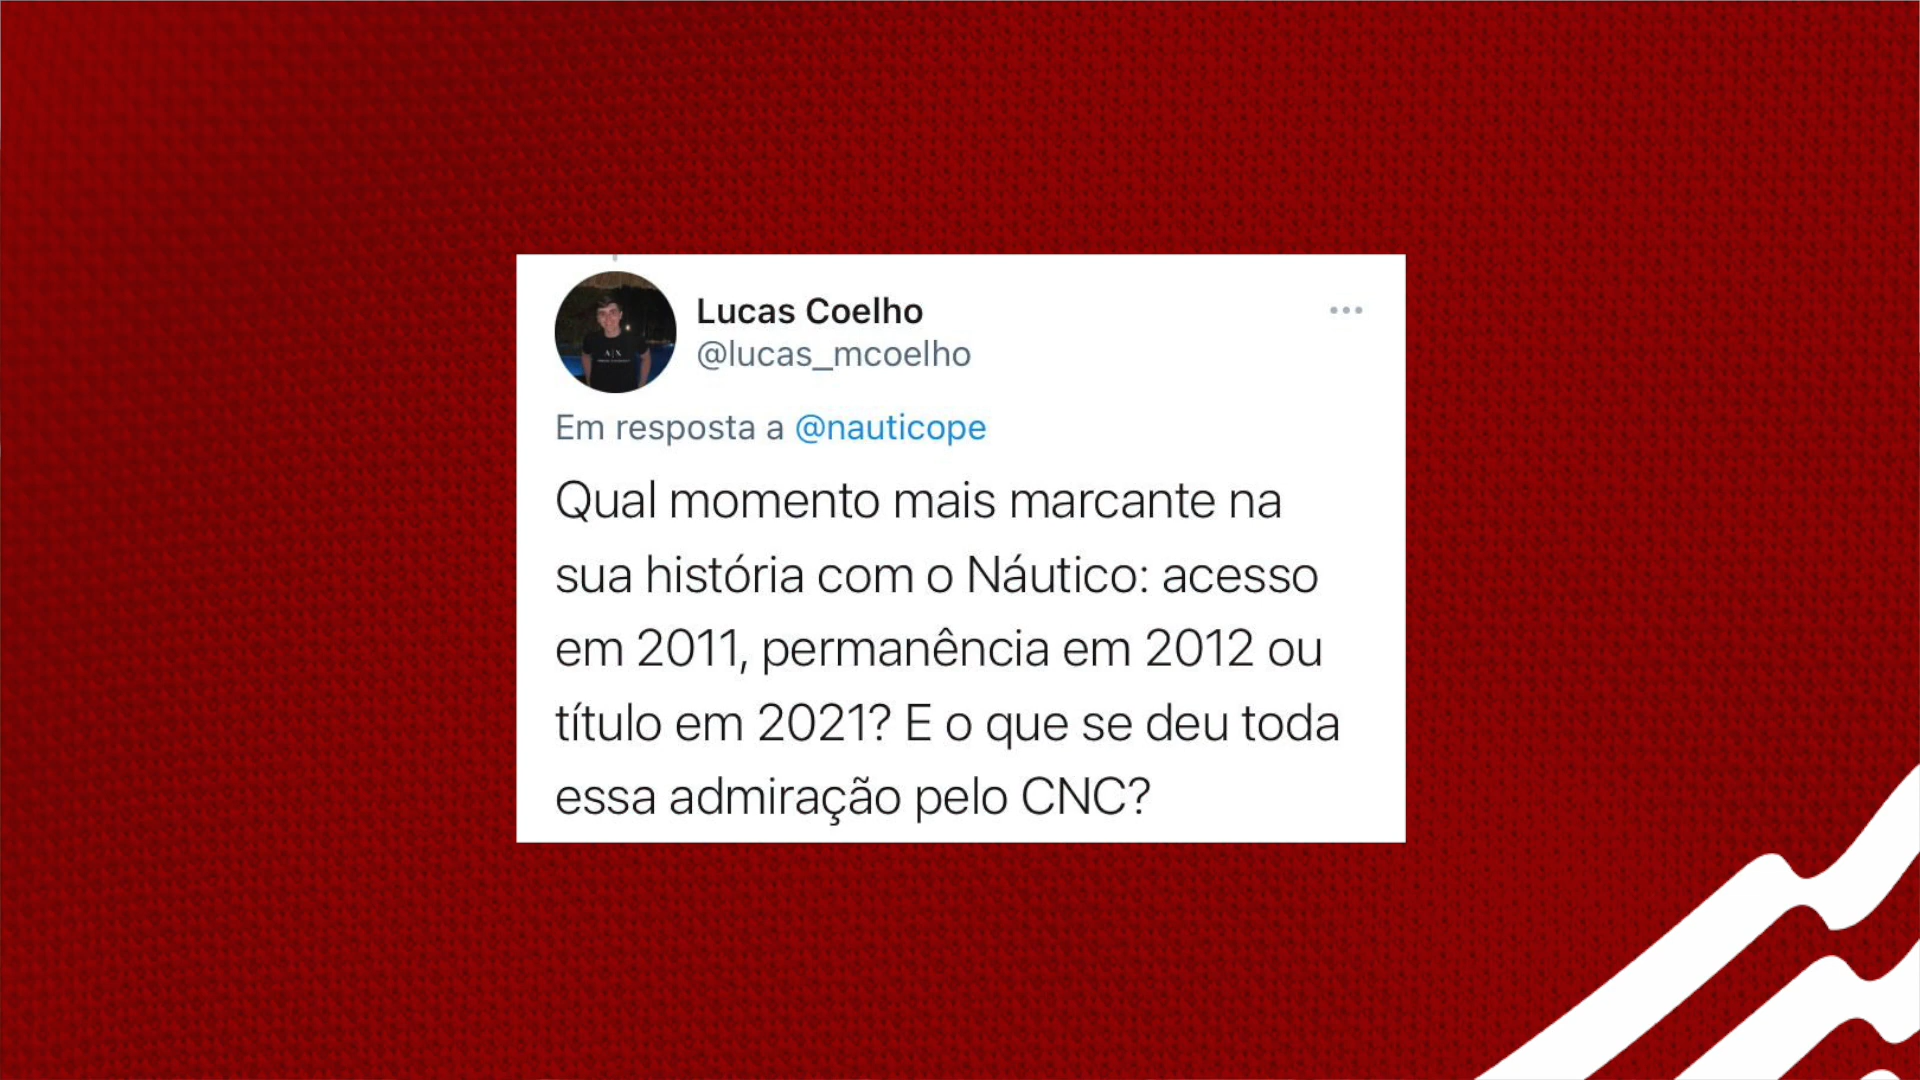 Lucas Coelho
@lucas_mcoelho
Em resposta a @nauticope
Qual momento mais marcante na
sua história com o Náutico: acesso
em 2011, permanência em 2012 ou
título em 2021? E o que se deu toda
essa admiração pelo CNC?
A|X